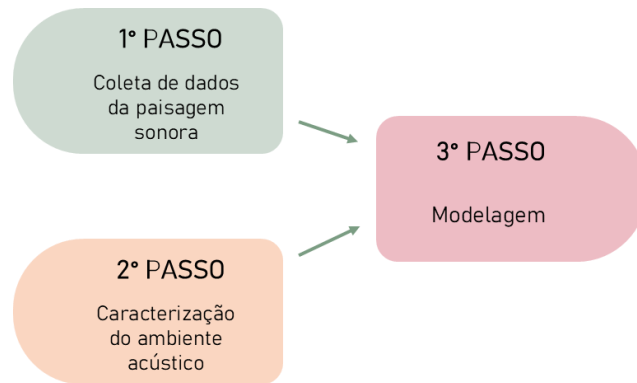 1° PASSO
Coleta de dados
da paisagem
sonora
2° PASSO
Caracterização
do ambiente
acústico
3° PASSO
Modelagem